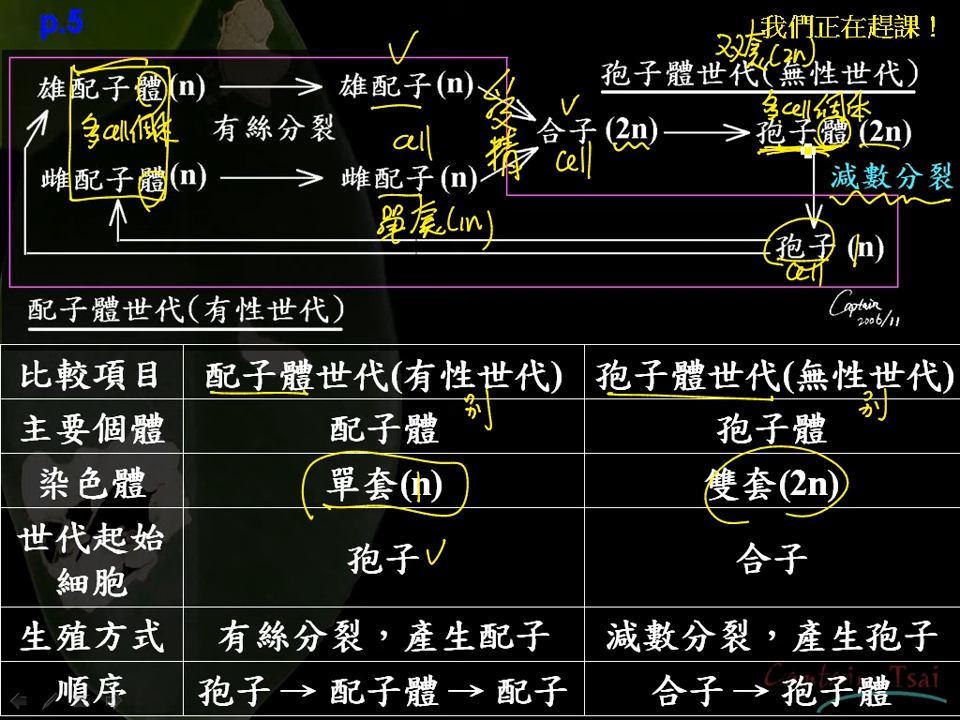 p.5
我們正在趕課！
雙套(2n)
孢子體世代(無性世代)
雄配子體(n) 雄配子(n)
多cell個体
有絲分裂
cell
受精
合子(2n)
cell
多cell個体
孢子體(2n)
雌配子體(n) 雌配子(n)
單套(1n)
減數分裂
孢子(n)
cell
配子體世代(有性世代)
Captain 2006/11
比較項目 配子體世代(有性世代) 孢子體世代(無性世代)
別 別
主要個體 配子體 孢子體
染色體 單套(n) 雙套(2n)
世代起始細胞 孢子 合子
生殖方式 有絲分裂，產生配子 減數分裂，產生孢子
順序 孢子→配子體→配子 合子→孢子體
Captain Tsai